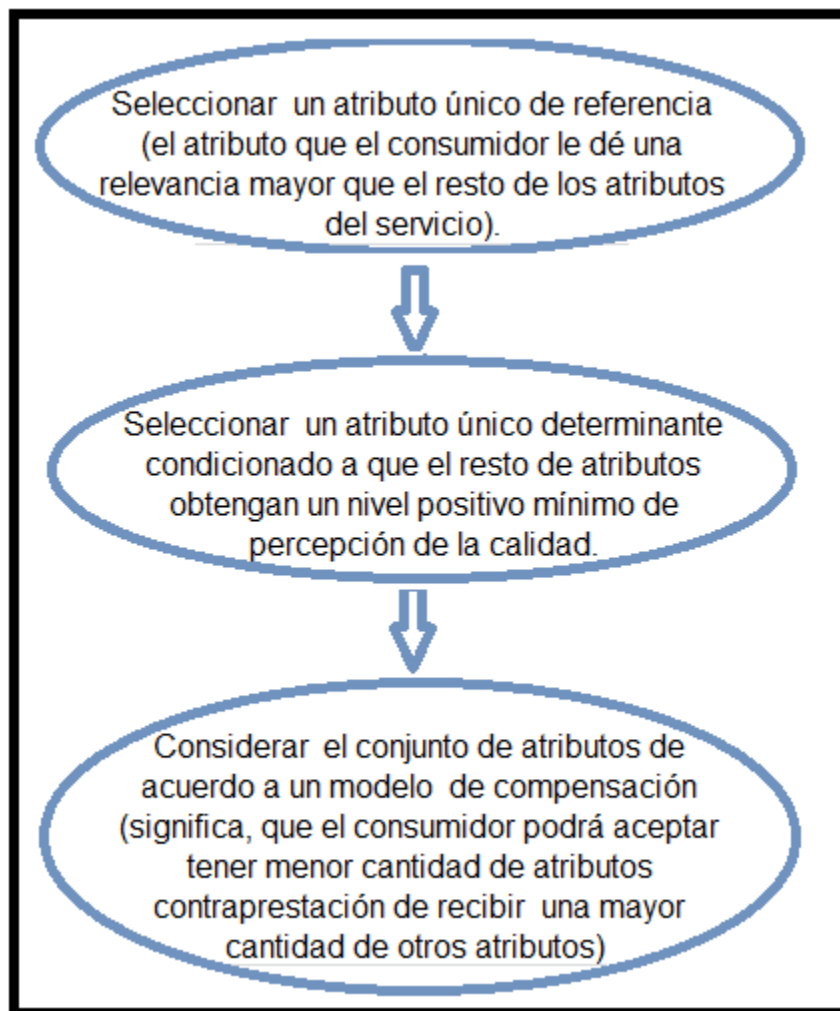 Seleccionar un atributo único de referencia
(el atributo que el consumidor le dé una
relevancia mayor que el resto de los atributos
del servicio).
Seleccionar un atributo único determinante
condicionado a que el resto de atributos
obtengan un nivel positivo mínimo de
percepción de la calidad.
Considerar el conjunto de atributos de
acuerdo a un modelo de compensación
(significa, que el consumidor podrá aceptar
tener menor cantidad de atributos
contraprestación de recibir una mayor
cantidad de otros atributos)